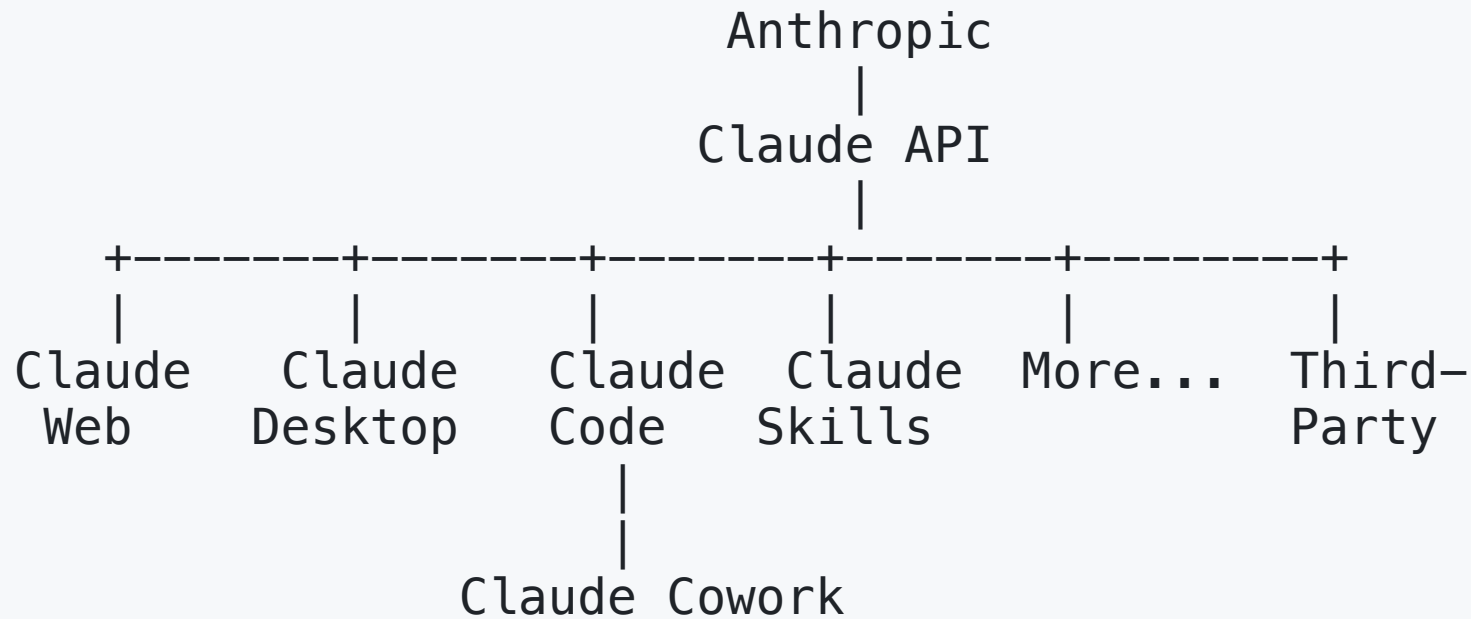 Anthropic
|
Claude API
|
+-------+-------+-------+-------+--------+
| | | | | |
Claude Claude Claude Claude More... Third-
Web Desktop Code Skills Party
|
|
Claude Cowork